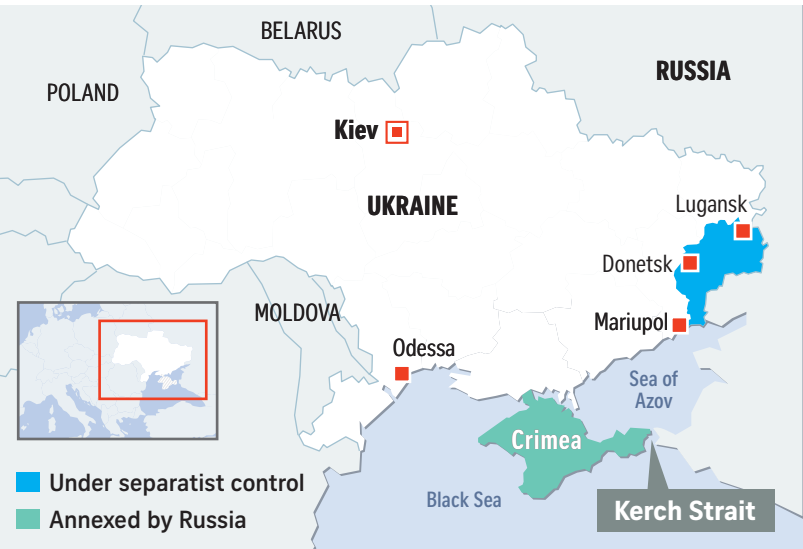 BELARUS
POLAND
RUSSIA
Kiev
UKRAINE
Lugansk
Donetsk
MOLDOVA
Mariupol
Odessa
Sea of
Azov
Crimea
Under separatist control
Black Sea
Kerch Strait
Annexed by Russia